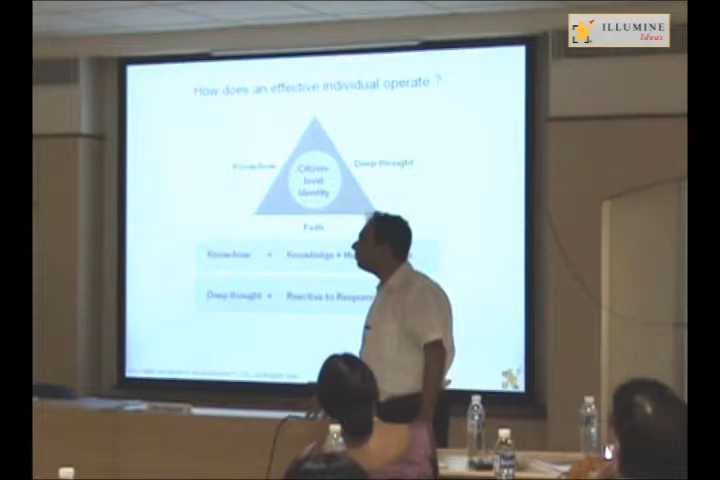 ILLUMINE
Ideas
How does an effective individual operate ?
Knowhow
Deep thought
Citizen-
level
Identity
Faith
Knowhow = Knowledge +
Deep thought = Reactive to